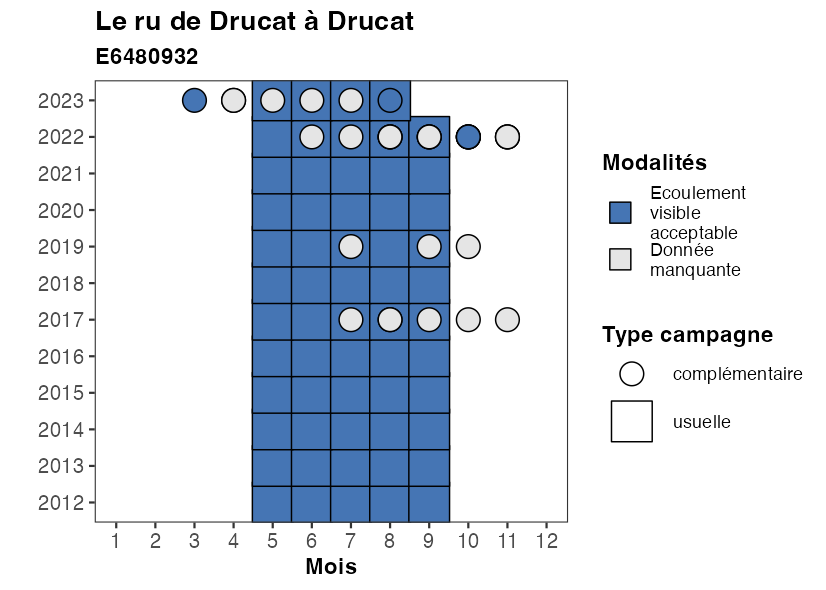 Le ru de Drucat à Drucat
E6480932
2023
2022
2021
2020
2019
2018
2017
2016
2015
2014
2013
2012
1 2 3 4 5 6 7 8 9 10 11 12
Mois
Modalités
Ecoulement
visible
acceptable
Donnée
manquante
Type campagne
complémentaire
usuelle